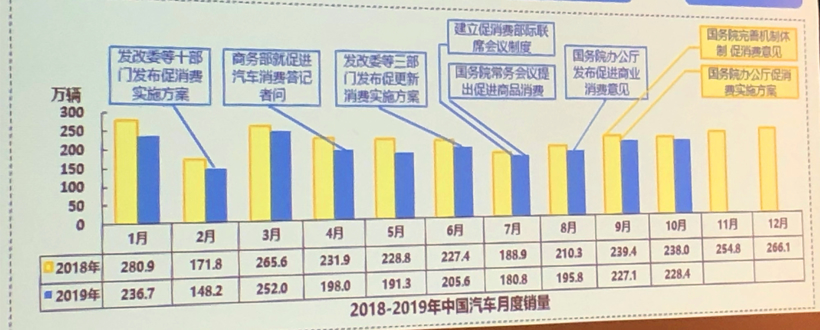 发改委等十部
门发布促消费
实施方案
商务部就促进
汽车消费答记
者问
发改委等三部
门发布促更新
消费实施方案
建立促消费部际联
席会议制度
国务院常务会议提
出促进商品消费
国务院办公厅
发布促进商业
消费意见
国务院完善机制体
制 促消费意见
国务院办公厅促消
费实施方案
万辆
300
250
200
150
100
50
0
1月 2月 3月 4月 5月 6月 7月 8月 9月 10月 11月 12月
2018年 280.9 171.8 265.6 231.9 228.8 227.4 188.9 210.3 239.4 238.0 254.8 266.1
2019年 236.7 148.2 252.0 198.0 191.3 205.6 180.8 195.8 227.1 228.4
2018-2019年中国汽车月度销量